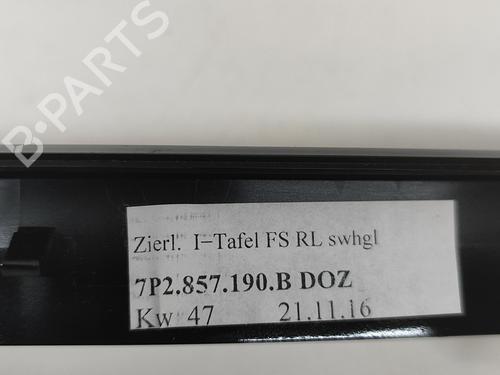 B-PARTS
Zierl. I-Tafel FS RL swhgl
7P2.857.190.B DOZ
Kw 47 21.11.16